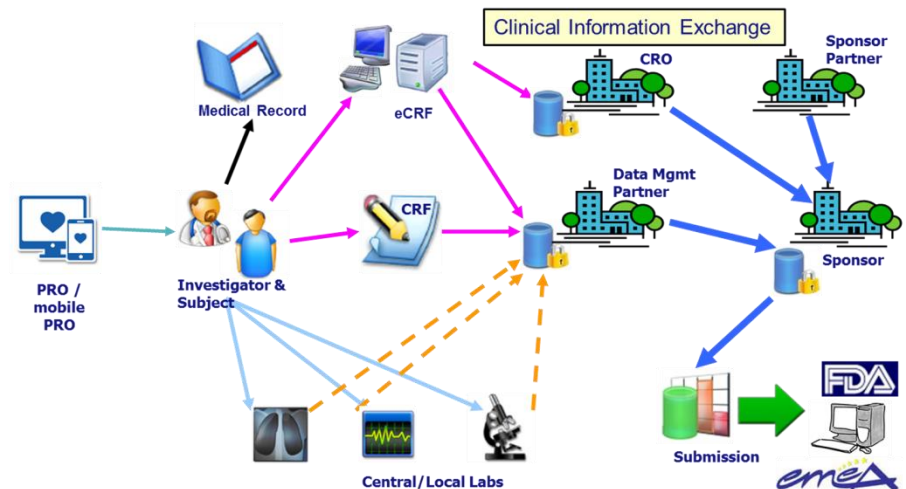 Clinical Information Exchange
CRO
Sponsor
Partner
Medical Record
eCRF
Data Mgmt
Partner
CRF
PRO /
mobile
PRO
Investigator &
Subject
Sponsor
FDA
Submission
emeA
Central/Local Labs